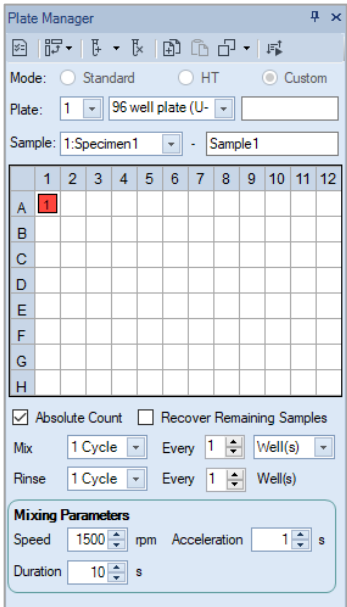 Plate Manager
Mode: Standard HT Custom
Plate: 1 96 well plate (U-
Sample: 1:Specimen1 - Sample1
1 2 3 4 5 6 7 8 9 10 11 12
A 1
B
C
D
E
F
G
H
Absolute Count Recover Remaining Samples
Mix 1 Cycle Every 1 Well(s)
Rinse 1 Cycle Every 1 Well(s)
Mixing Parameters
Speed 1500 rpm Acceleration 1 s
Duration 10 s